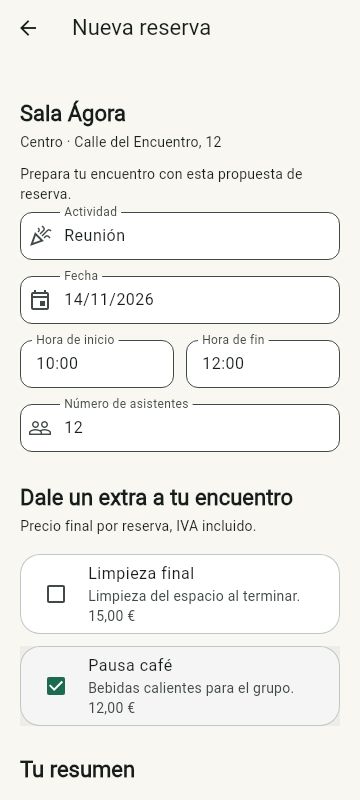 Nueva reserva
Sala Ágora
Centro · Calle del Encuentro, 12
Prepara tu encuentro con esta propuesta de
reserva.
Actividad
Reunión
Fecha
14/11/2026
Hora de inicio
Hora de fin
10:00
12:00
Número de asistentes
12
Dale un extra a tu encuentro
Precio final por reserva, IVA incluido.
Limpieza final
Limpieza del espacio al terminar.
15,00 €
Pausa café
Bebidas calientes para el grupo.
12,00 €
Tu resumen